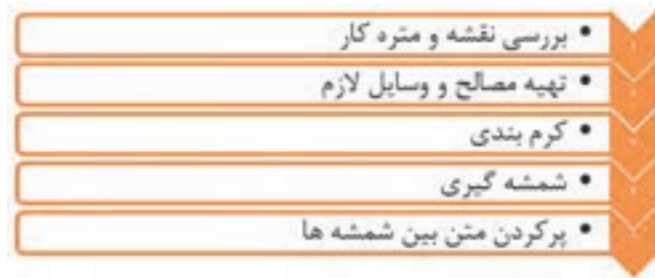 • بررسی نقشه و متره کار
• تهیه مصالح و وسایل لازم
• کرم بندی
• شمشه گیری
• پرکردن متن بین شمشه ها